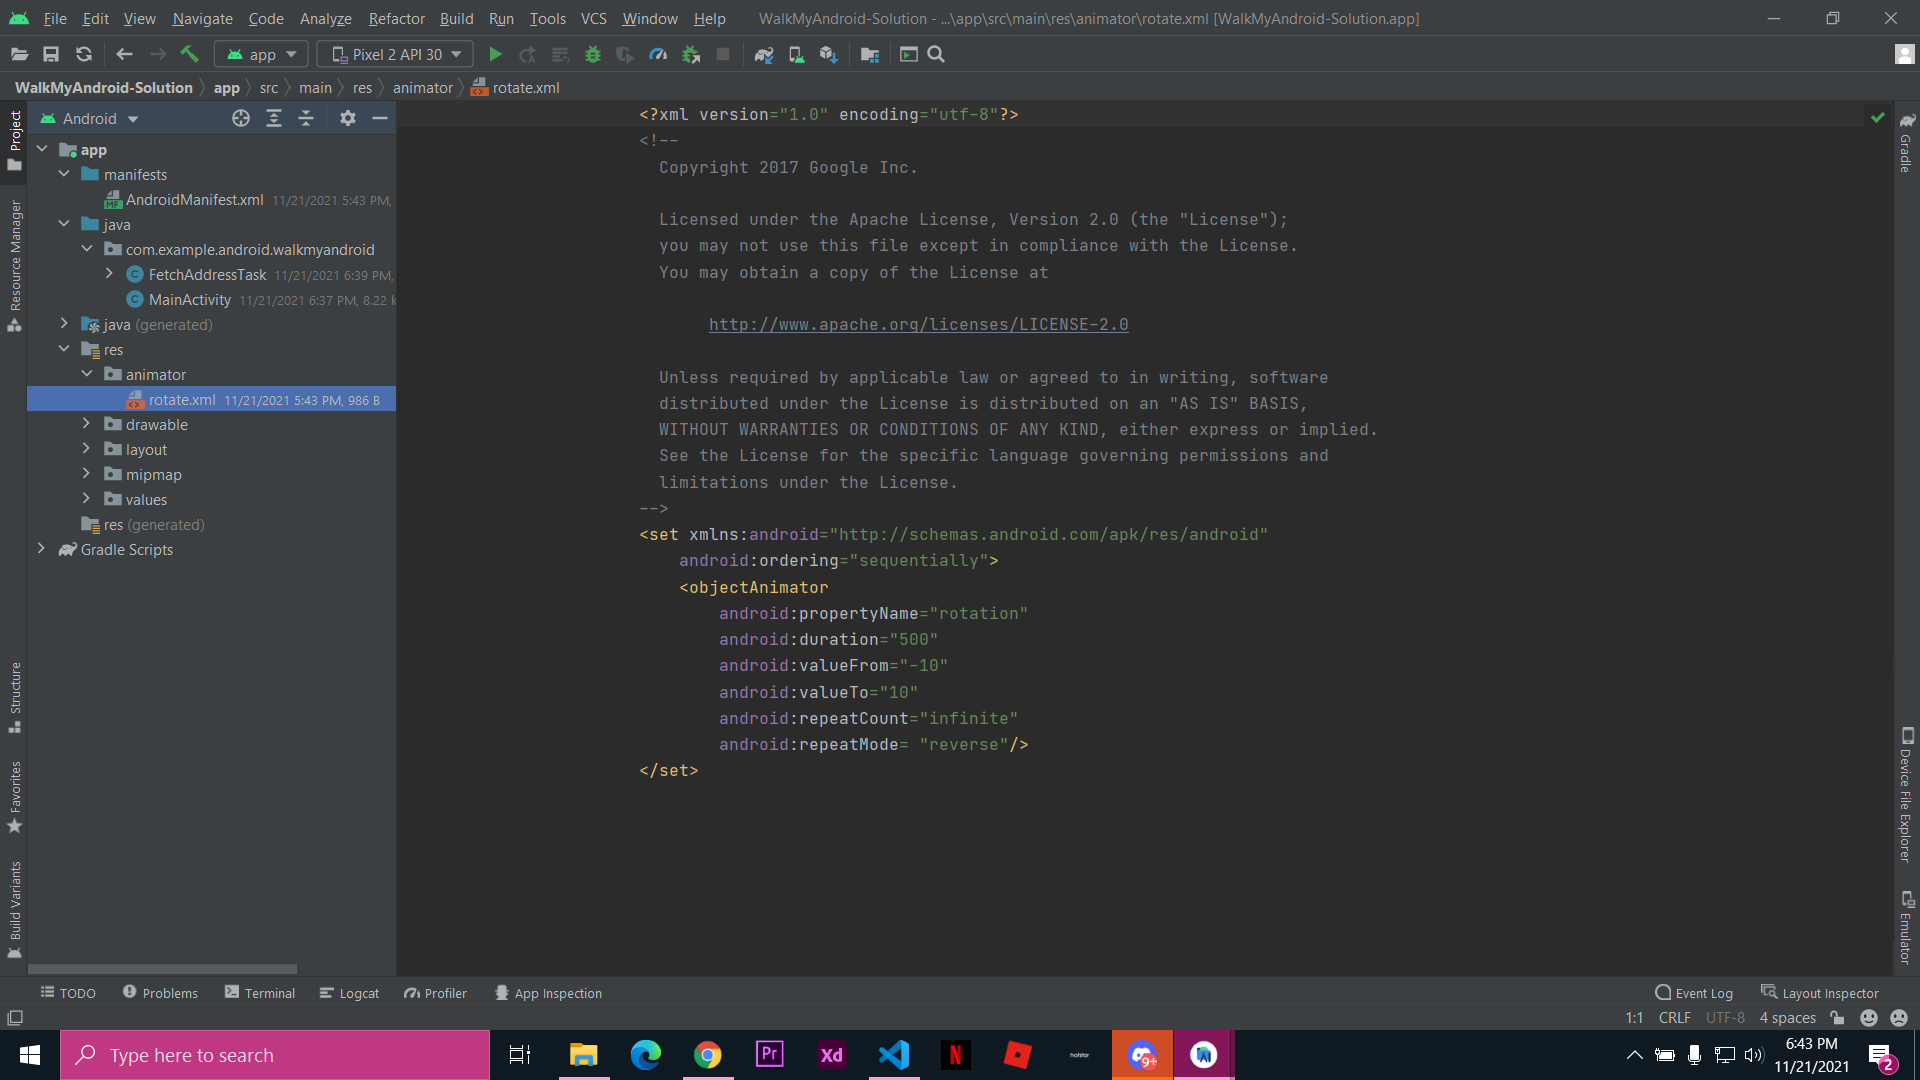 File Edit View Navigate Code Analyze Refactor Build Run Tools VCS Window Help WalkMyAndroid-Solution - ...\app\src\main\res\animator\rotate.xml [WalkMyAndroid-Solution.app]
app Pixel 2 API 30
WalkMyAndroid-Solution app src main res animator rotate.xml
Project
Resource Manager
Structure
Favorites
Build Variants
Android
app
manifests
AndroidManifest.xml 11/21/2021 5:43 PM,
java
com.example.android.walkmyandroid
FetchAddressTask 11/21/2021 6:39 PM,
MainActivity 11/21/2021 6:37 PM, 8.22 k
java (generated)
res
animator
rotate.xml 11/21/2021 5:43 PM, 986 B
drawable
layout
mipmap
values
res (generated)
Gradle Scripts
<?xml version="1.0" encoding="utf-8"?>
<!--
Copyright 2017 Google Inc.
Licensed under the Apache License, Version 2.0 (the "License");
you may not use this file except in compliance with the License.
You may obtain a copy of the License at
http://www.apache.org/licenses/LICENSE-2.0
Unless required by applicable law or agreed to in writing, software
distributed under the License is distributed on an "AS IS" BASIS,
WITHOUT WARRANTIES OR CONDITIONS OF ANY KIND, either express or implied.
See the License for the specific language governing permissions and
limitations under the License.
-->
<set xmlns:android="http://schemas.android.com/apk/res/android"
android:ordering="sequentially">
<objectAnimator
android:propertyName="rotation"
android:duration="500"
android:valueFrom="-10"
android:valueTo="10"
android:repeatCount="infinite"
android:repeatMode= "reverse"/>
</set>
Gradle
Device File Explorer
Emulator
TODO Problems Terminal Logcat Profiler App Inspection Event Log Layout Inspector
1:1 CRLF UTF-8 4 spaces
Type here to search
Pr Xd N hotstar 9+
6:43 PM
11/21/2021
2